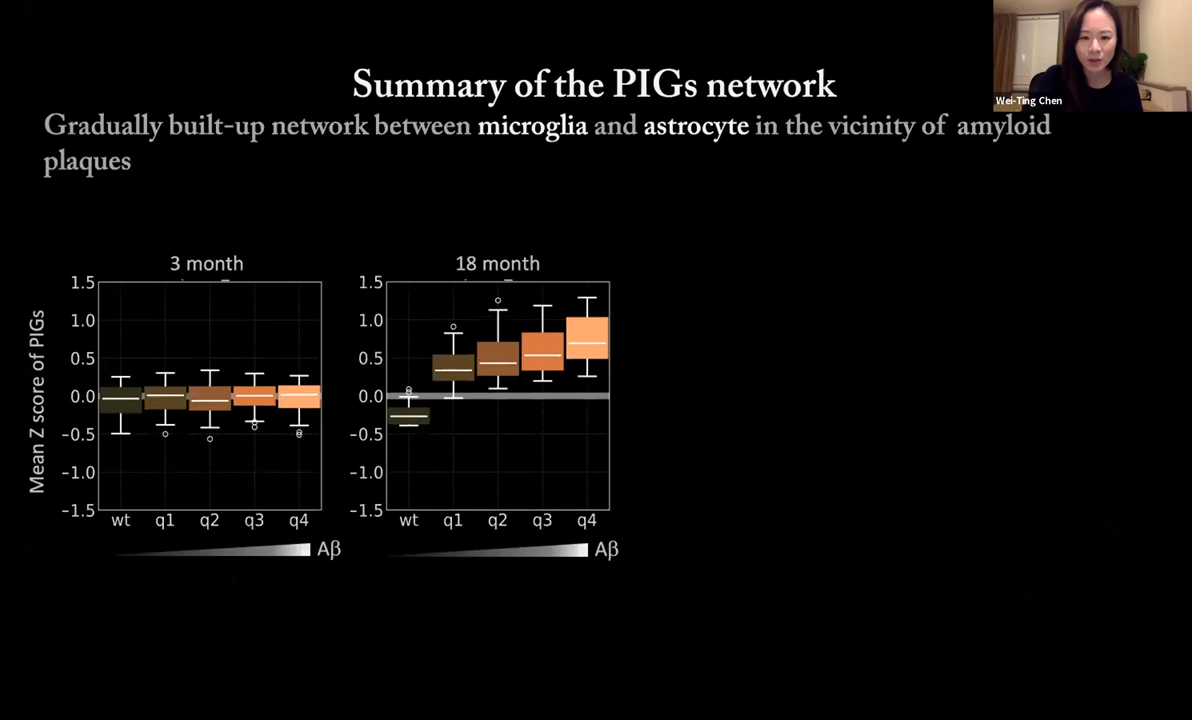 Wei-Ting Chen
Summary of the PIGs network
Gradually built-up network between microglia and astrocyte in the vicinity of amyloid
plaques
3 month
18 month
Mean Z score of PIGs
1.5
1.0
0.5
0.0
−0.5
−1.0
−1.5
wt q1 q2 q3 q4
Aβ
1.5
1.0
0.5
0.0
−0.5
−1.0
−1.5
wt q1 q2 q3 q4
Aβ